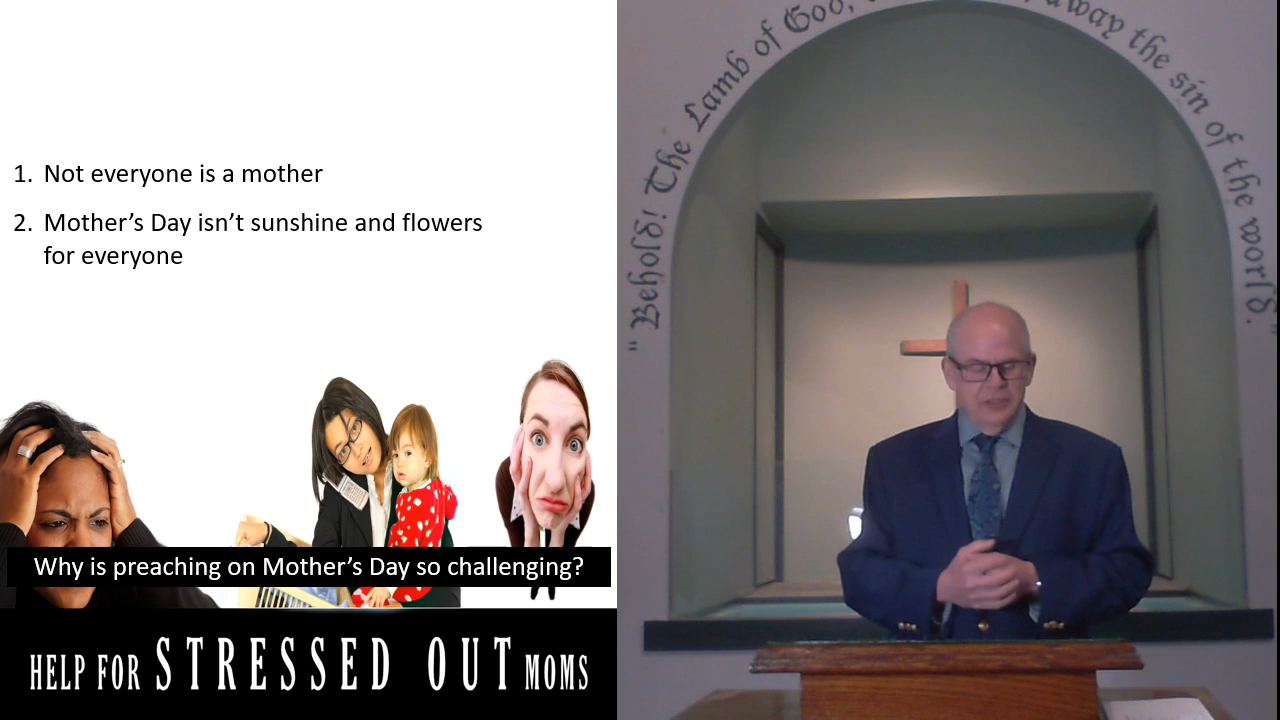 1. Not everyone is a mother
2. Mother’s Day isn’t sunshine and flowers
for everyone
Why is preaching on Mother’s Day so challenging?
HELP FOR STRESSED OUT MOMS
"Behold! The Lamb of God, away the sin of the world."